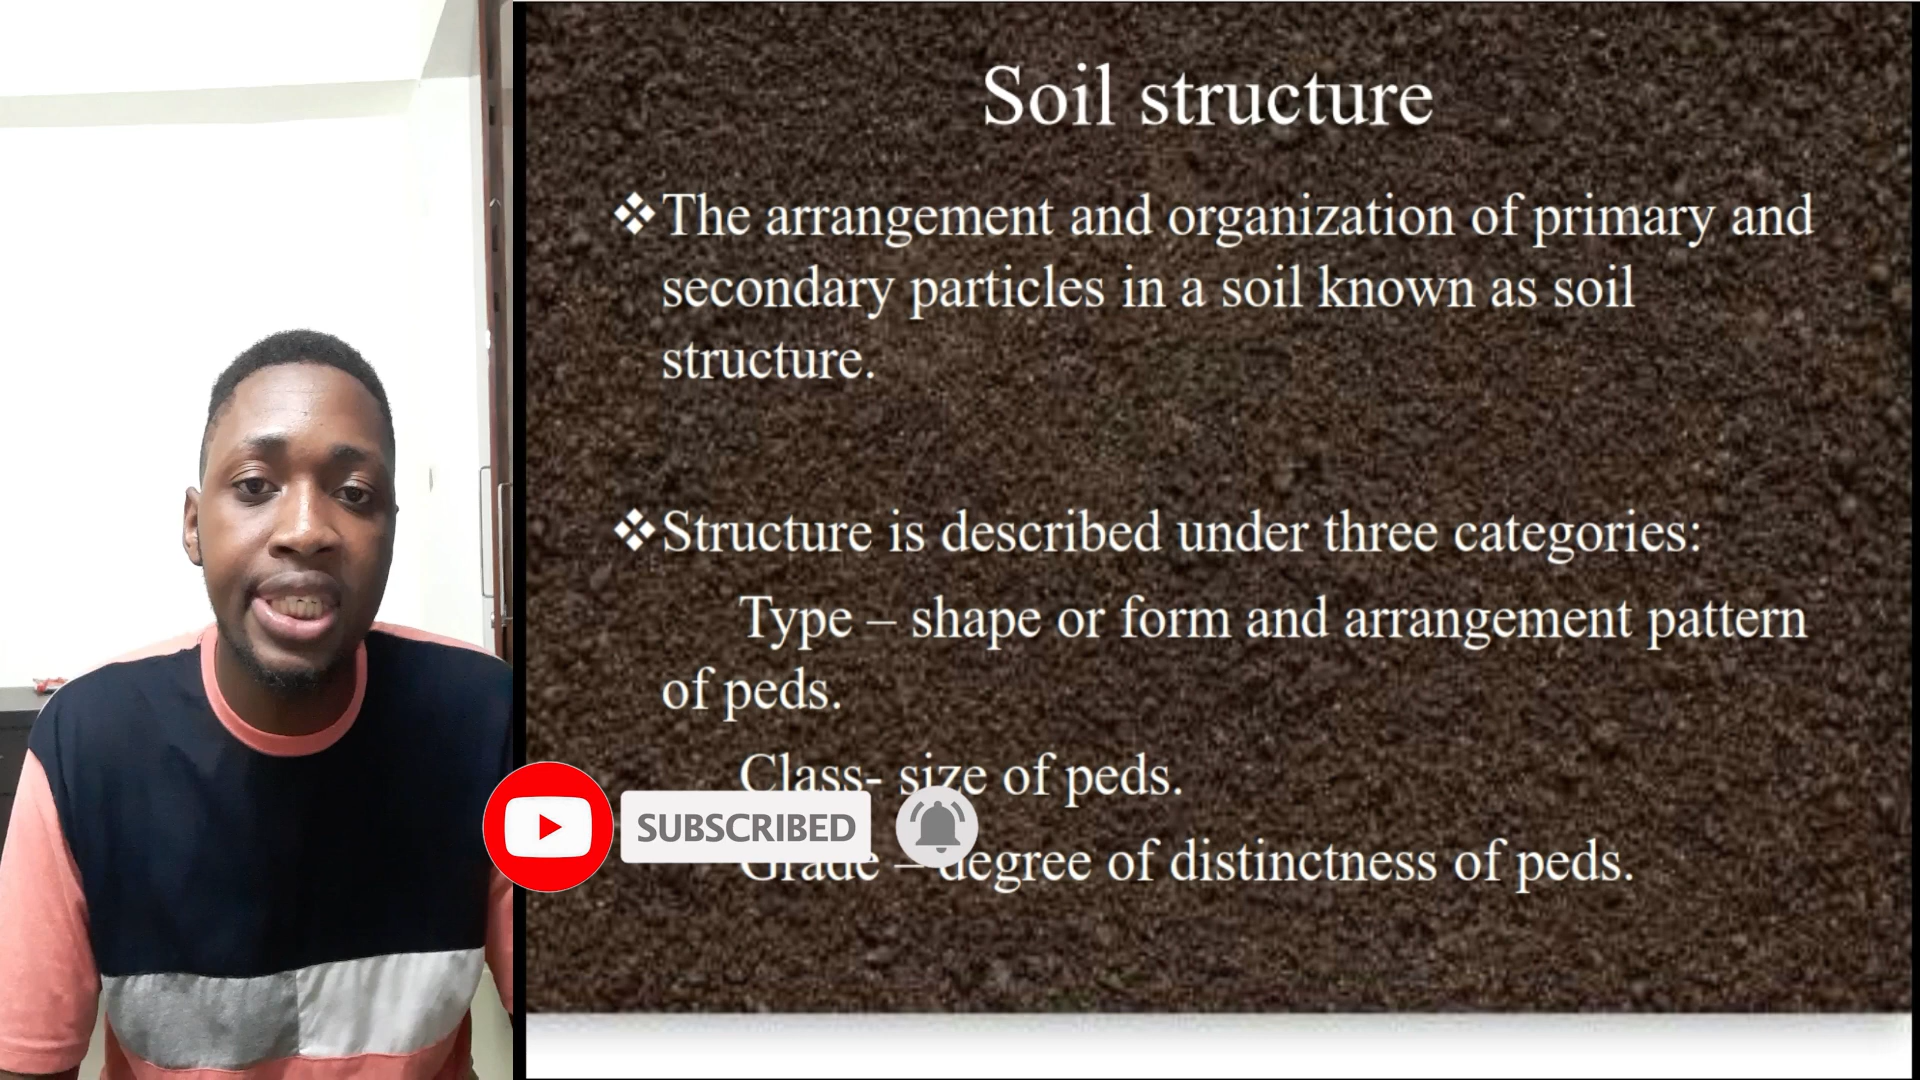 Soil structure
❖The arrangement and organization of primary and
secondary particles in a soil known as soil
structure.
❖Structure is described under three categories:
Type – shape or form and arrangement pattern
of peds.
Class- size of peds.
SUBSCRIBED
Grade – degree of distinctness of peds.